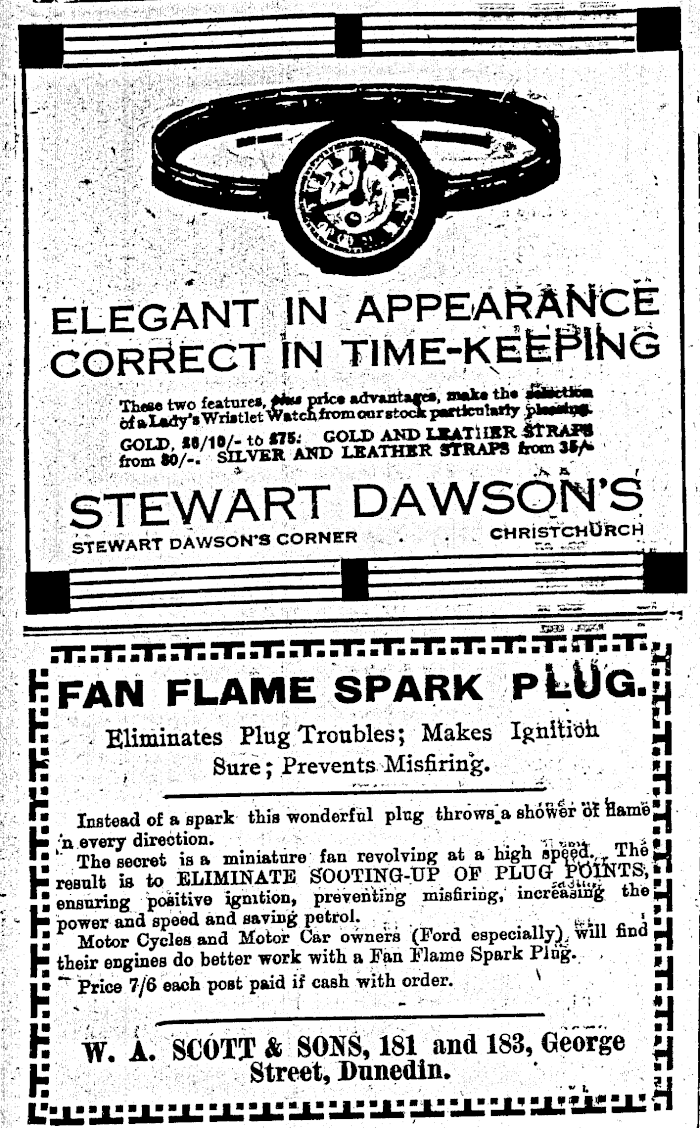 ELEGANT IN APPEARANCE
CORRECT IN TIME-KEEPING
These two features, plus price advantages, make the selection
of a Lady's Wristlet Watch from our stock particularly pleasing.
GOLD, £6/10/- to £75. GOLD AND LEATHER STRAPS
from 80/-. SILVER AND LEATHER STRAPS from 35/-
STEWART DAWSON'S
STEWART DAWSON'S CORNER . . CHRISTCHURCH
FAN FLAME SPARK PLUG.
Eliminates Plug Troubles; Makes Ignition
Sure; Prevents Misfiring.
Instead of a spark this wonderful plug throws a shower of flame
'n every direction.
The secret is a miniature fan revolving at a high speed. The
result is to ELIMINATE SOOTING-UP OF PLUG POINTS,
ensuring positive ignition, preventing misfiring, increasing the
power and speed and saving petrol.
Motor Cycles and Motor Car owners (Ford especially) will find
their engines do better work with a Fan Flame Spark Plug.
Price 7/6 each post paid if cash with order.
W. A. SCOTT & SONS, 181 and 183, George
Street, Dunedin.